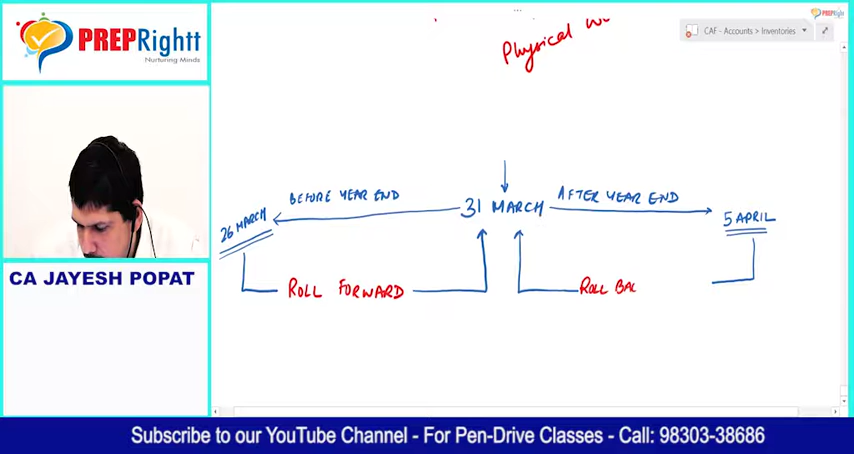 PREPRightt
Nurturing Minds
PREPRightt
CAF - Accounts > Inventories
Physical
BEFORE YEAR END
31 MARCH
AFTER YEAR END
26 MARCH
5 APRIL
ROLL FORWARD
ROLL BAC
CA JAYESH POPAT
Subscribe to our YouTube Channel - For Pen-Drive Classes - Call: 98303-38686